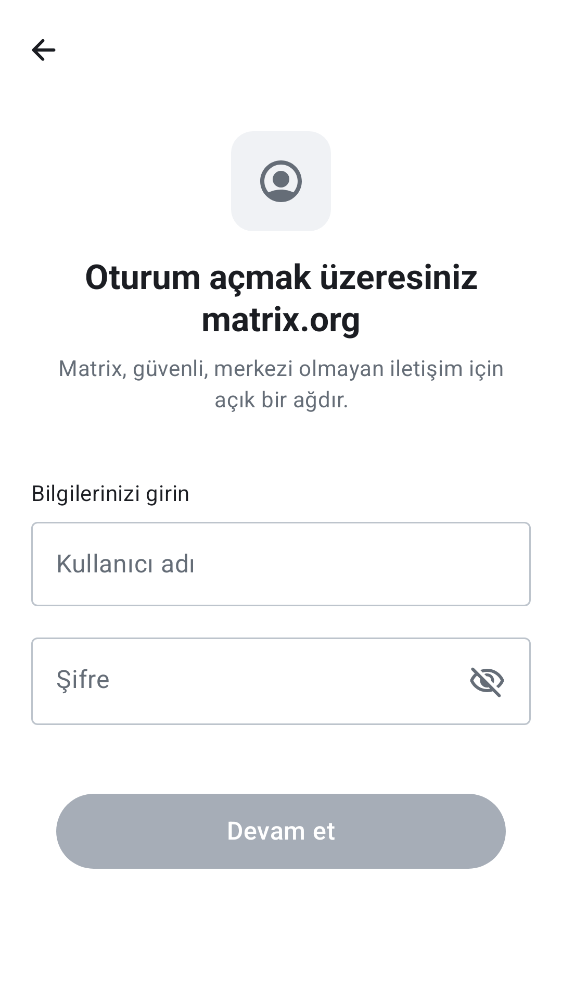 Oturum açmak üzeresiniz
matrix.org
Matrix, güvenli, merkezi olmayan iletişim için
açık bir ağdır.
Bilgilerinizi girin
Kullanıcı adı
Şifre
Devam et